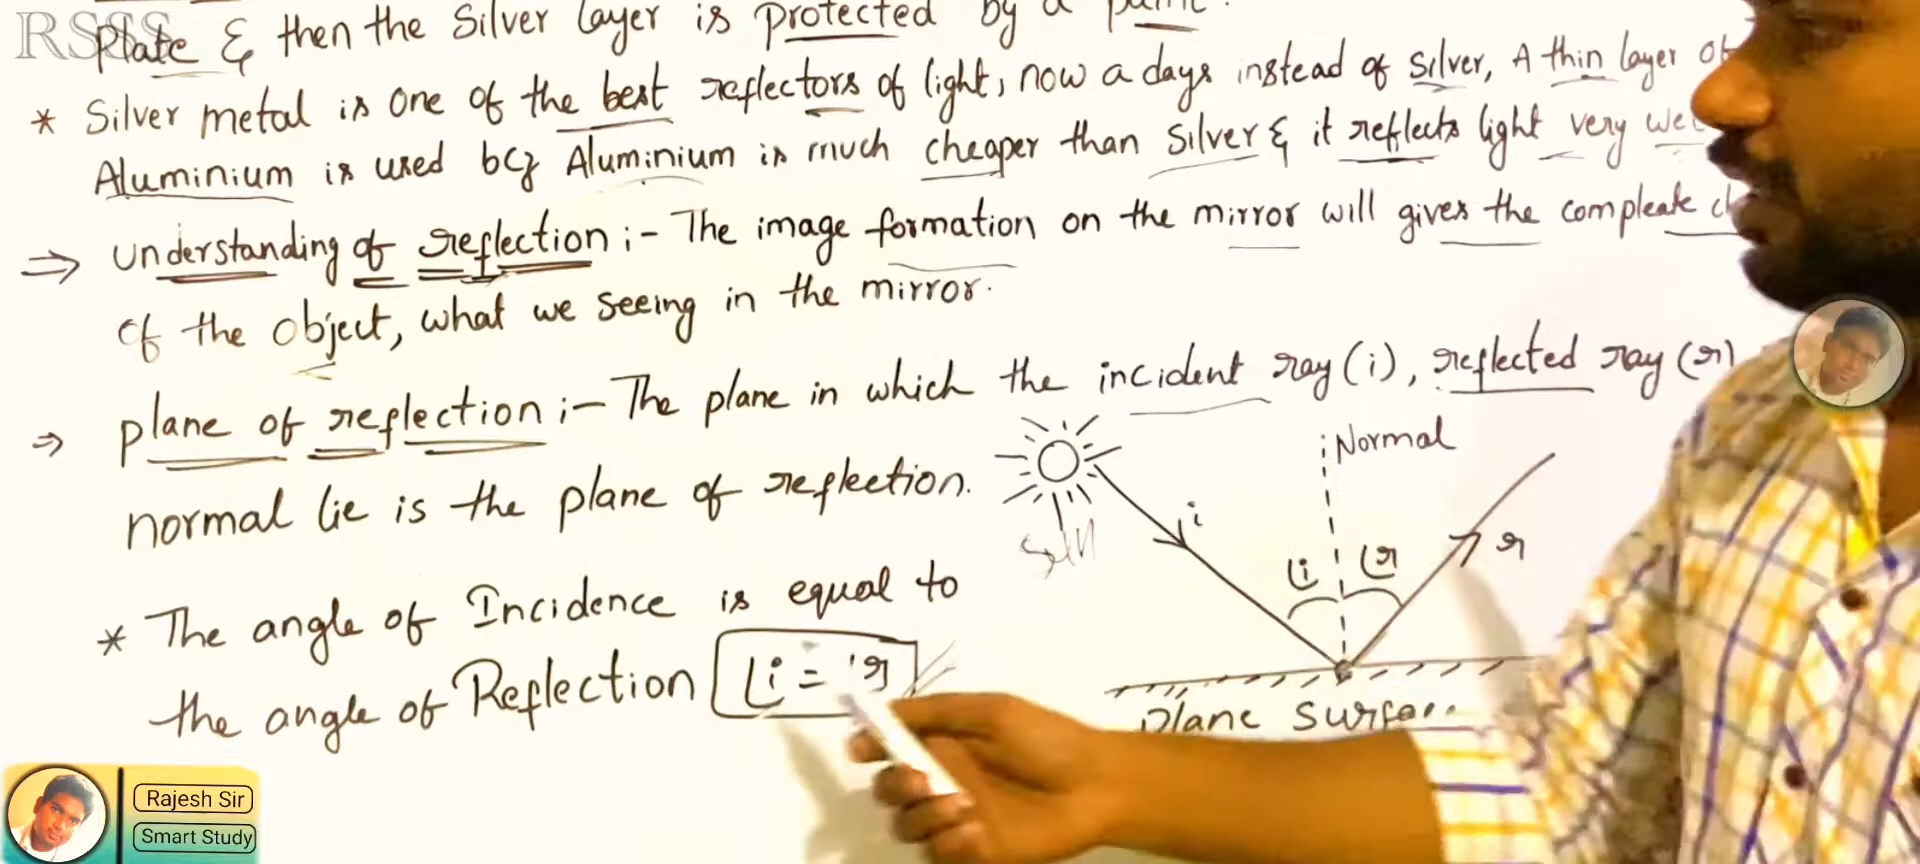 RSSS
Plate & then the Silver layer is protected by a paint.
* Silver metal is one of the best reflectors of light, now a days instead of silver, A thin layer of
Aluminium is used bcz Aluminium is much cheaper than Silver & it reflects light very
⇒ understanding of reflection :- The image formation on the mirror will gives the compleate
of the object, what we seeing in the mirror.
⇒ plane of reflection :- The plane in which the incident ray (i), reflected ray (r)
normal lie is the plane of reflection.
* The angle of Incidence is equal to
the angle of Reflection ∠i = r
Normal
i
∠i ∠r
r
Sun
plane
Rajesh Sir
Smart Study